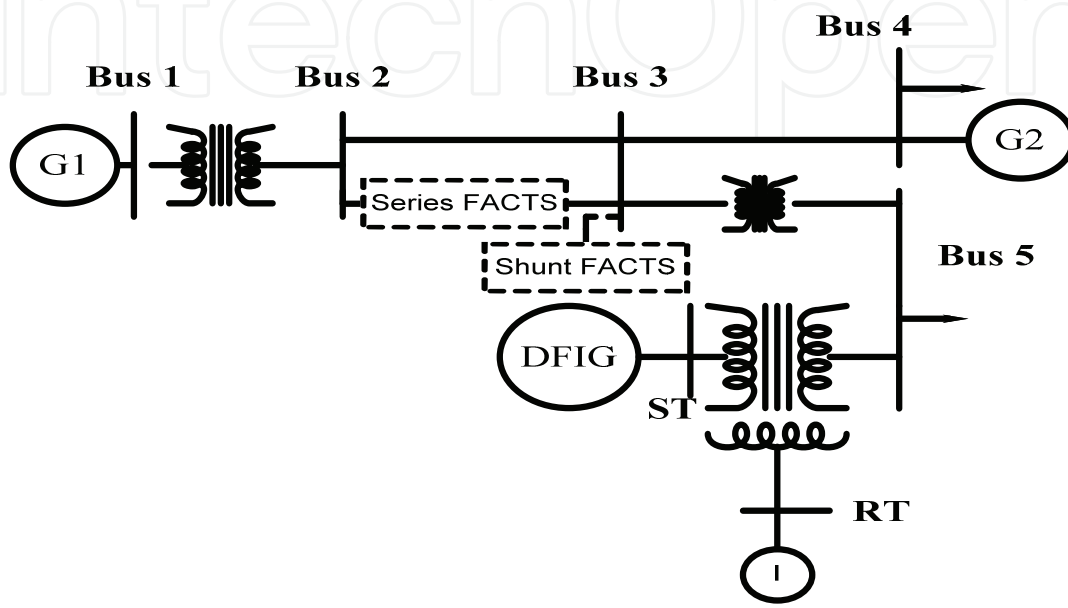 IntechOpen
Bus 4
Bus 1
Bus 2
Bus 3
G1
G2
Series FACTS
Shunt FACTS
Bus 5
DFIG
ST
RT
I